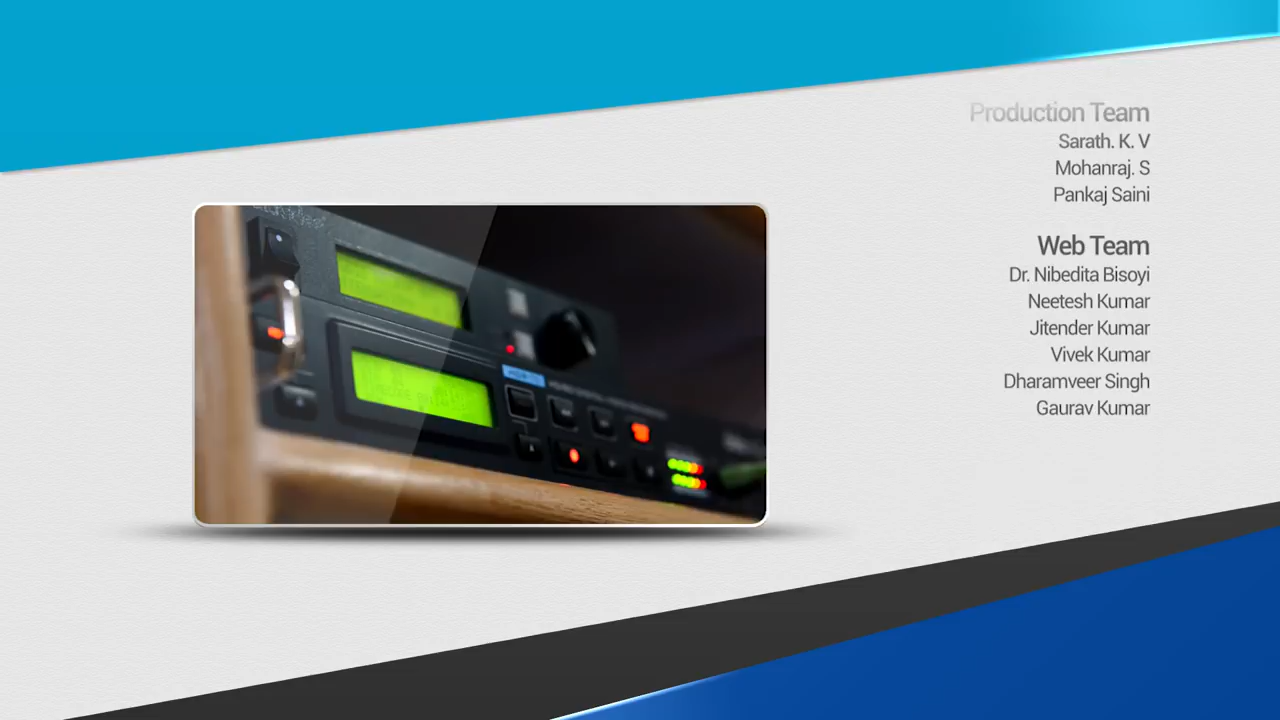 Production Team
Sarath. K. V
Mohanraj. S
Pankaj Saini
Web Team
Dr. Nibedita Bisoyi
Neetesh Kumar
Jitender Kumar
Vivek Kumar
Dharamveer Singh
Gaurav Kumar